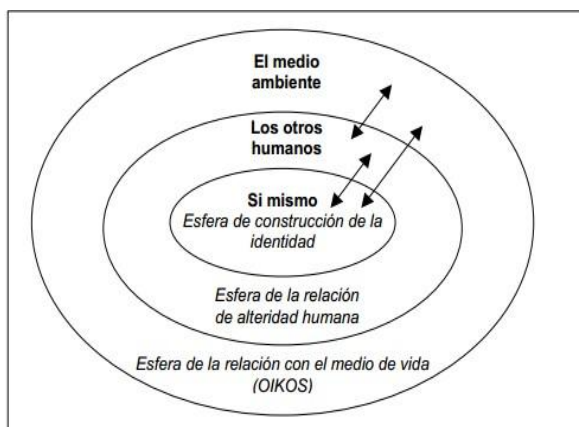 El medio
ambiente
Los otros
humanos
Si mismo
Esfera de construcción de la
identidad
Esfera de la relación
de alteridad humana
Esfera de la relación con el medio de vida
(OIKOS)